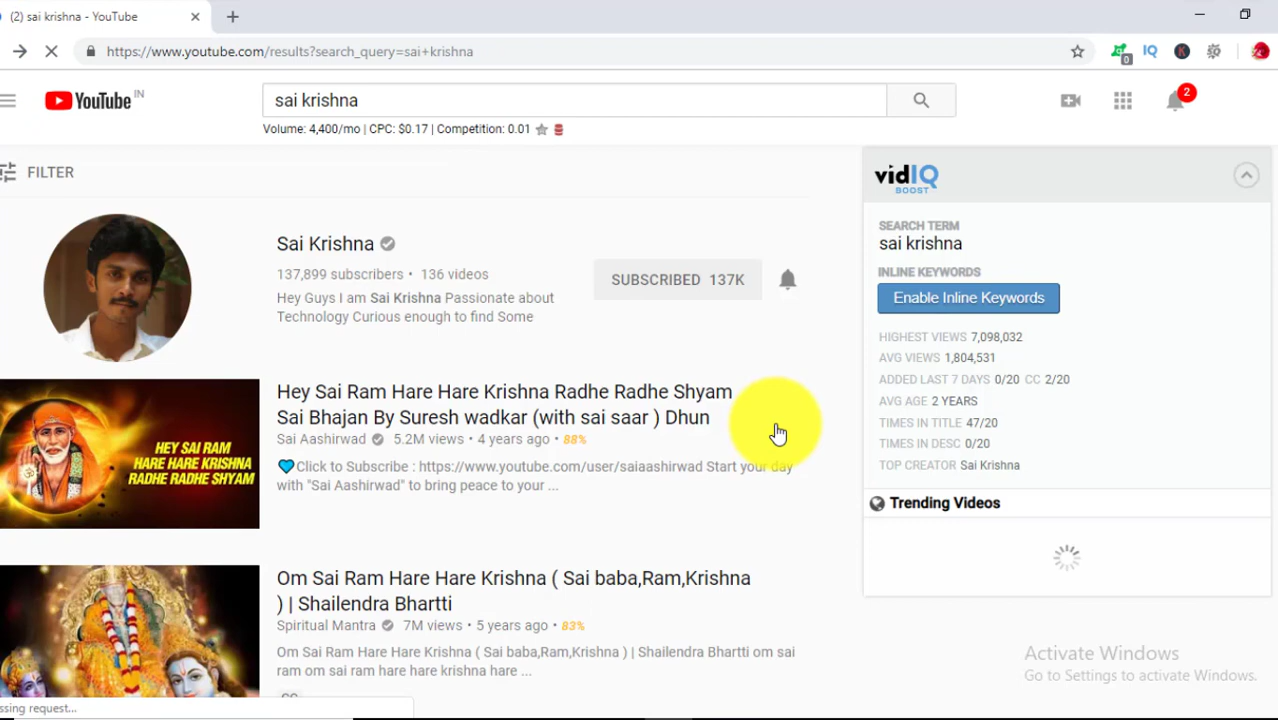 (2) sai krishna - YouTube
https://www.youtube.com/results?search_query=sai+krishna
0
IQ
K
YouTube IN
sai krishna
2
Volume: 4,400/mo | CPC: $0.17 | Competition: 0.01
FILTER
Sai Krishna
137,899 subscribers • 136 videos
SUBSCRIBED 137K
Hey Guys I am Sai Krishna Passionate about
Technology Curious enough to find Some
HEY SAI RAM
HARE HARE KRISHNA
RADHE RADHE SHYAM
Hey Sai Ram Hare Hare Krishna Radhe Radhe Shyam
Sai Bhajan By Suresh wadkar (with sai saar ) Dhun
Sai Aashirwad 5.2M views • 4 years ago • 88%
Click to Subscribe : https://www.youtube.com/user/saiaashirwad Start your day
with "Sai Aashirwad" to bring peace to your ...
Om Sai Ram Hare Hare Krishna ( Sai baba,Ram,Krishna
) | Shailendra Bhartti
Spiritual Mantra 7M views • 5 years ago • 83%
Om Sai Ram Hare Hare Krishna ( Sai baba,Ram,Krishna ) | Shailendra Bhartti om sai
ram om sai ram hare hare krishna hare ...
vidIQ
BOOST
SEARCH TERM
sai krishna
INLINE KEYWORDS
Enable Inline Keywords
HIGHEST VIEWS 7,098,032
AVG VIEWS 1,804,531
ADDED LAST 7 DAYS 0/20 CC 2/20
AVG AGE 2 YEARS
TIMES IN TITLE 47/20
TIMES IN DESC 0/20
TOP CREATOR Sai Krishna
Trending Videos
Activate Windows
Go to Settings to activate Windows.
ssing request...